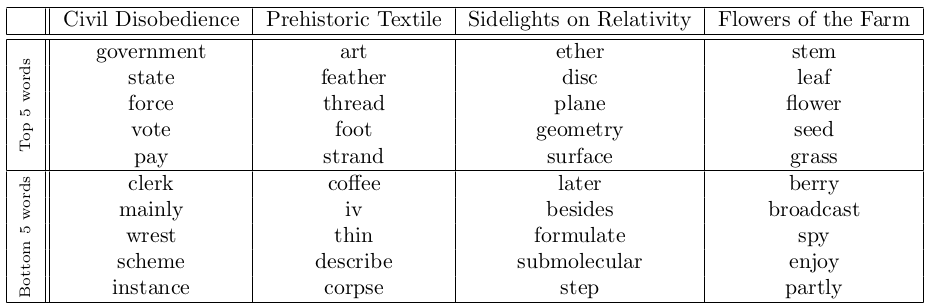 Civil Disobedience Prehistoric Textile Sidelights on Relativity Flowers of the Farm
Top 5 words
government art ether stem
state feather disc leaf
force thread plane flower
vote foot geometry seed
pay strand surface grass
Bottom 5 words
clerk coffee later berry
mainly iv besides broadcast
wrest thin formulate spy
scheme describe submolecular enjoy
instance corpse step partly